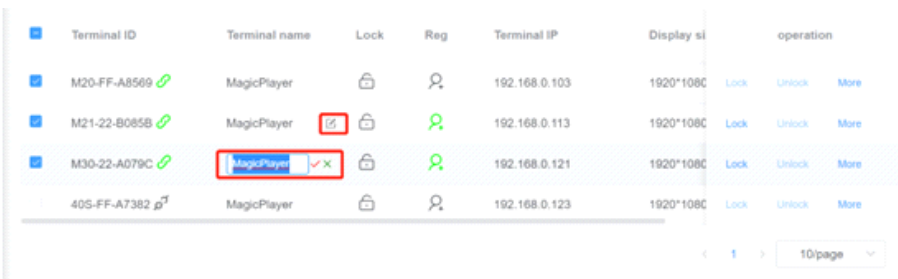 Terminal ID Terminal name Lock Reg Terminal IP Display si operation
M20-FF-A8569 MagicPlayer 192.168.0.103 1920*1080 Lock Unlock More
M21-22-B085B MagicPlayer 192.168.0.113 1920*1080 Lock Unlock More
M30-22-A079C MagicPlayer 192.168.0.121 1920*1080 Lock Unlock More
40S-FF-A7382 MagicPlayer 192.168.0.123 1920*1080 Lock Unlock More
1 10/page